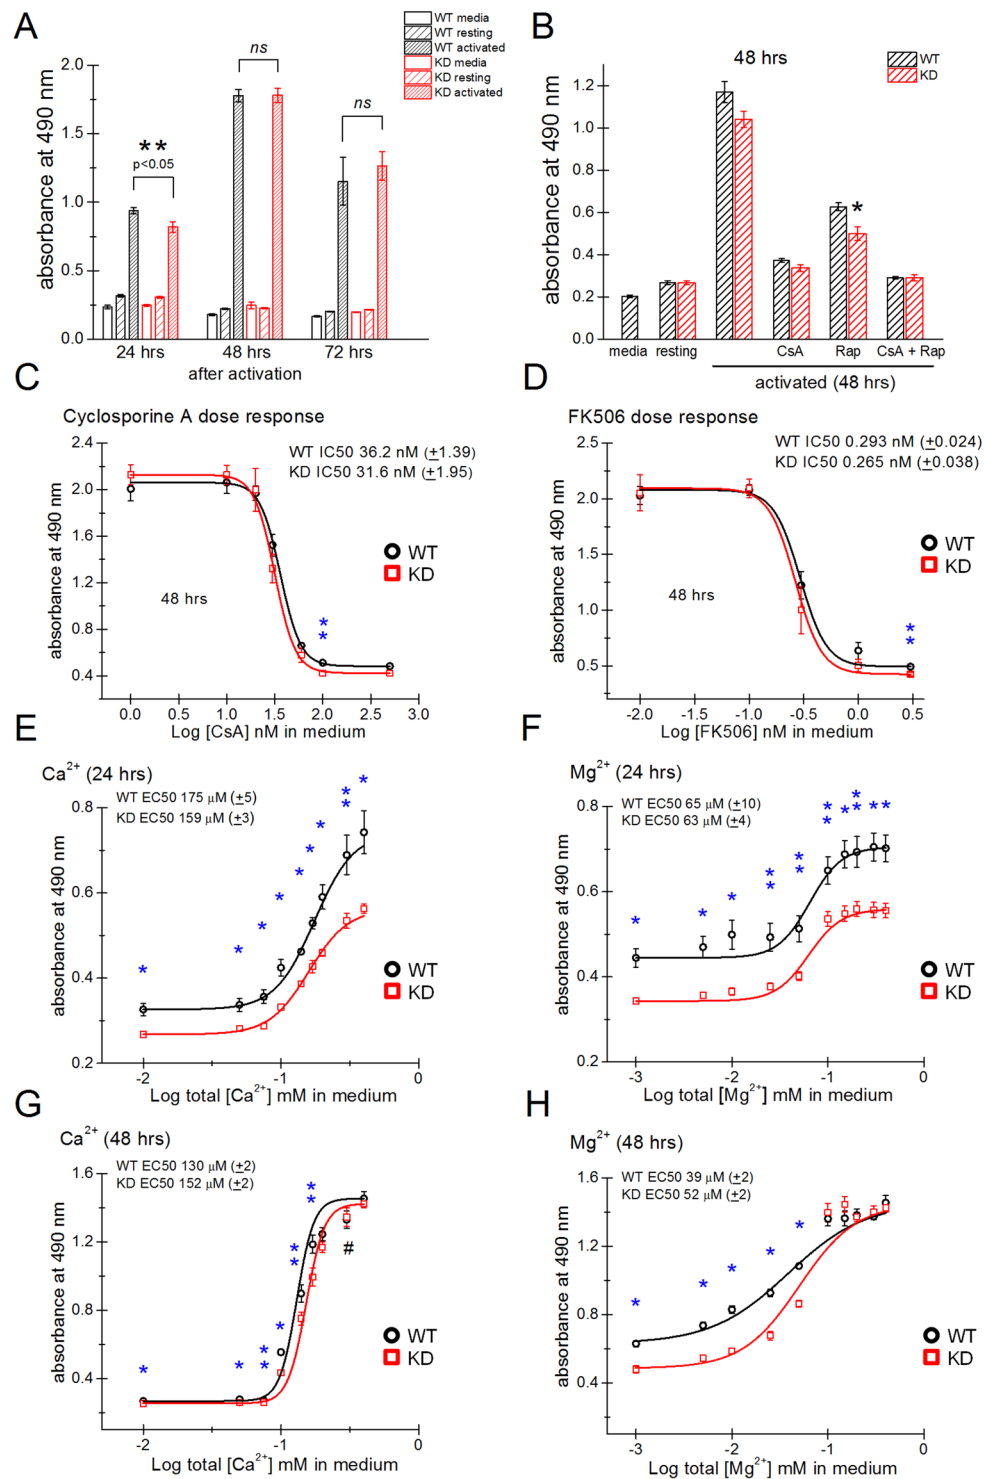 A
WT media
WT resting
WT activated
KD media
KD resting
KD activated
absorbance at 490 nm
2.0
1.5
1.0
0.5
0.0
**
p<0.05
ns
ns
24 hrs
48 hrs
72 hrs
after activation
B
48 hrs
WT
KD
absorbance at 490 nm
1.2
1.0
0.8
0.6
0.4
0.2
0.0
*
media
resting
CsA
Rap
CsA + Rap
activated (48 hrs)
C
Cyclosporine A dose response
WT IC50 36.2 nM (±1.39)
KD IC50 31.6 nM (±1.95)
absorbance at 490 nm
2.4
2.0
1.6
1.2
0.8
0.4
WT
KD
48 hrs
*
*
0.0
0.5
1.0
1.5
2.0
2.5
3.0
Log [CsA] nM in medium
D
FK506 dose response
WT IC50 0.293 nM (±0.024)
KD IC50 0.265 nM (±0.038)
absorbance at 490 nm
2.5
2.0
1.5
1.0
0.5
WT
KD
48 hrs
*
*
-2.0
-1.5
-1.0
-0.5
0.0
0.5
Log [FK506] nM in medium
E
Ca²⁺ (24 hrs)
WT EC50 175 μM (±5)
KD EC50 159 μM (±3)
absorbance at 490 nm
0.8
0.6
0.4
0.2
* * * * * * * * * *
WT
KD
-2
-1
0
Log total [Ca²⁺] mM in medium
F
Mg²⁺ (24 hrs)
WT EC50 65 μM (±10)
KD EC50 63 μM (±4)
absorbance at 490 nm
0.8
0.6
0.4
0.2
* * * * * * * * * * * * * *
WT
KD
-3
-2
-1
0
Log total [Mg²⁺] mM in medium
G
Ca²⁺ (48 hrs)
WT EC50 130 μM (±2)
KD EC50 152 μM (±2)
absorbance at 490 nm
1.6
1.2
0.8
0.4
* * * * * * * * *
#
WT
KD
-2
-1
0
Log total [Ca²⁺] mM in medium
H
Mg²⁺ (48 hrs)
WT EC50 39 μM (±2)
KD EC50 52 μM (±2)
absorbance at 490 nm
1.6
1.2
0.8
0.4
* * * * *
WT
KD
-3
-2
-1
0
Log total [Mg²⁺] mM in medium